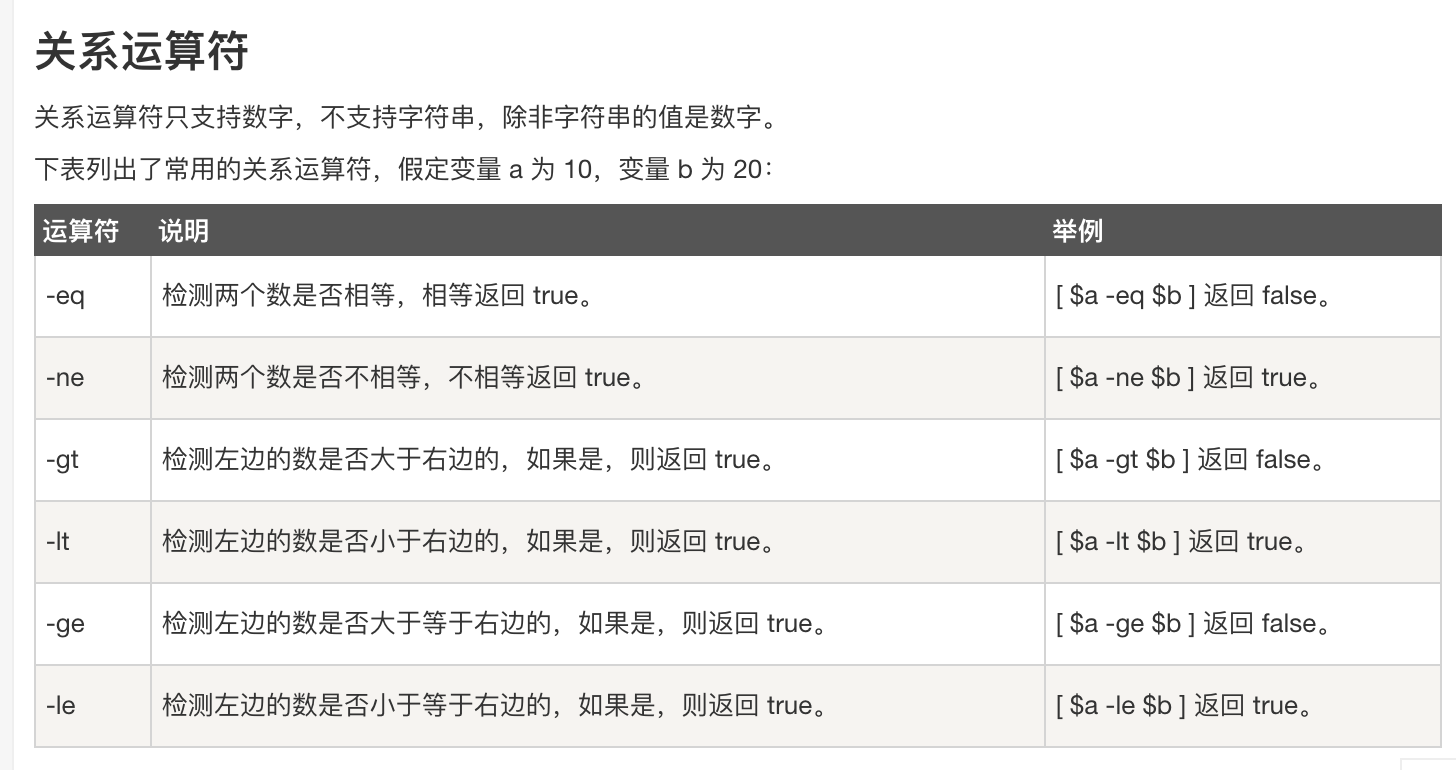 关系运算符
关系运算符只支持数字，不支持字符串，除非字符串的值是数字。
下表列出了常用的关系运算符，假定变量 a 为 10，变量 b 为 20：
运算符 说明 举例
-eq 检测两个数是否相等，相等返回 true。 [ $a -eq $b ] 返回 false。
-ne 检测两个数是否不相等，不相等返回 true。 [ $a -ne $b ] 返回 true。
-gt 检测左边的数是否大于右边的，如果是，则返回 true。 [ $a -gt $b ] 返回 false。
-lt 检测左边的数是否小于右边的，如果是，则返回 true。 [ $a -lt $b ] 返回 true。
-ge 检测左边的数是否大于等于右边的，如果是，则返回 true。 [ $a -ge $b ] 返回 false。
-le 检测左边的数是否小于等于右边的，如果是，则返回 true。 [ $a -le $b ] 返回 true。